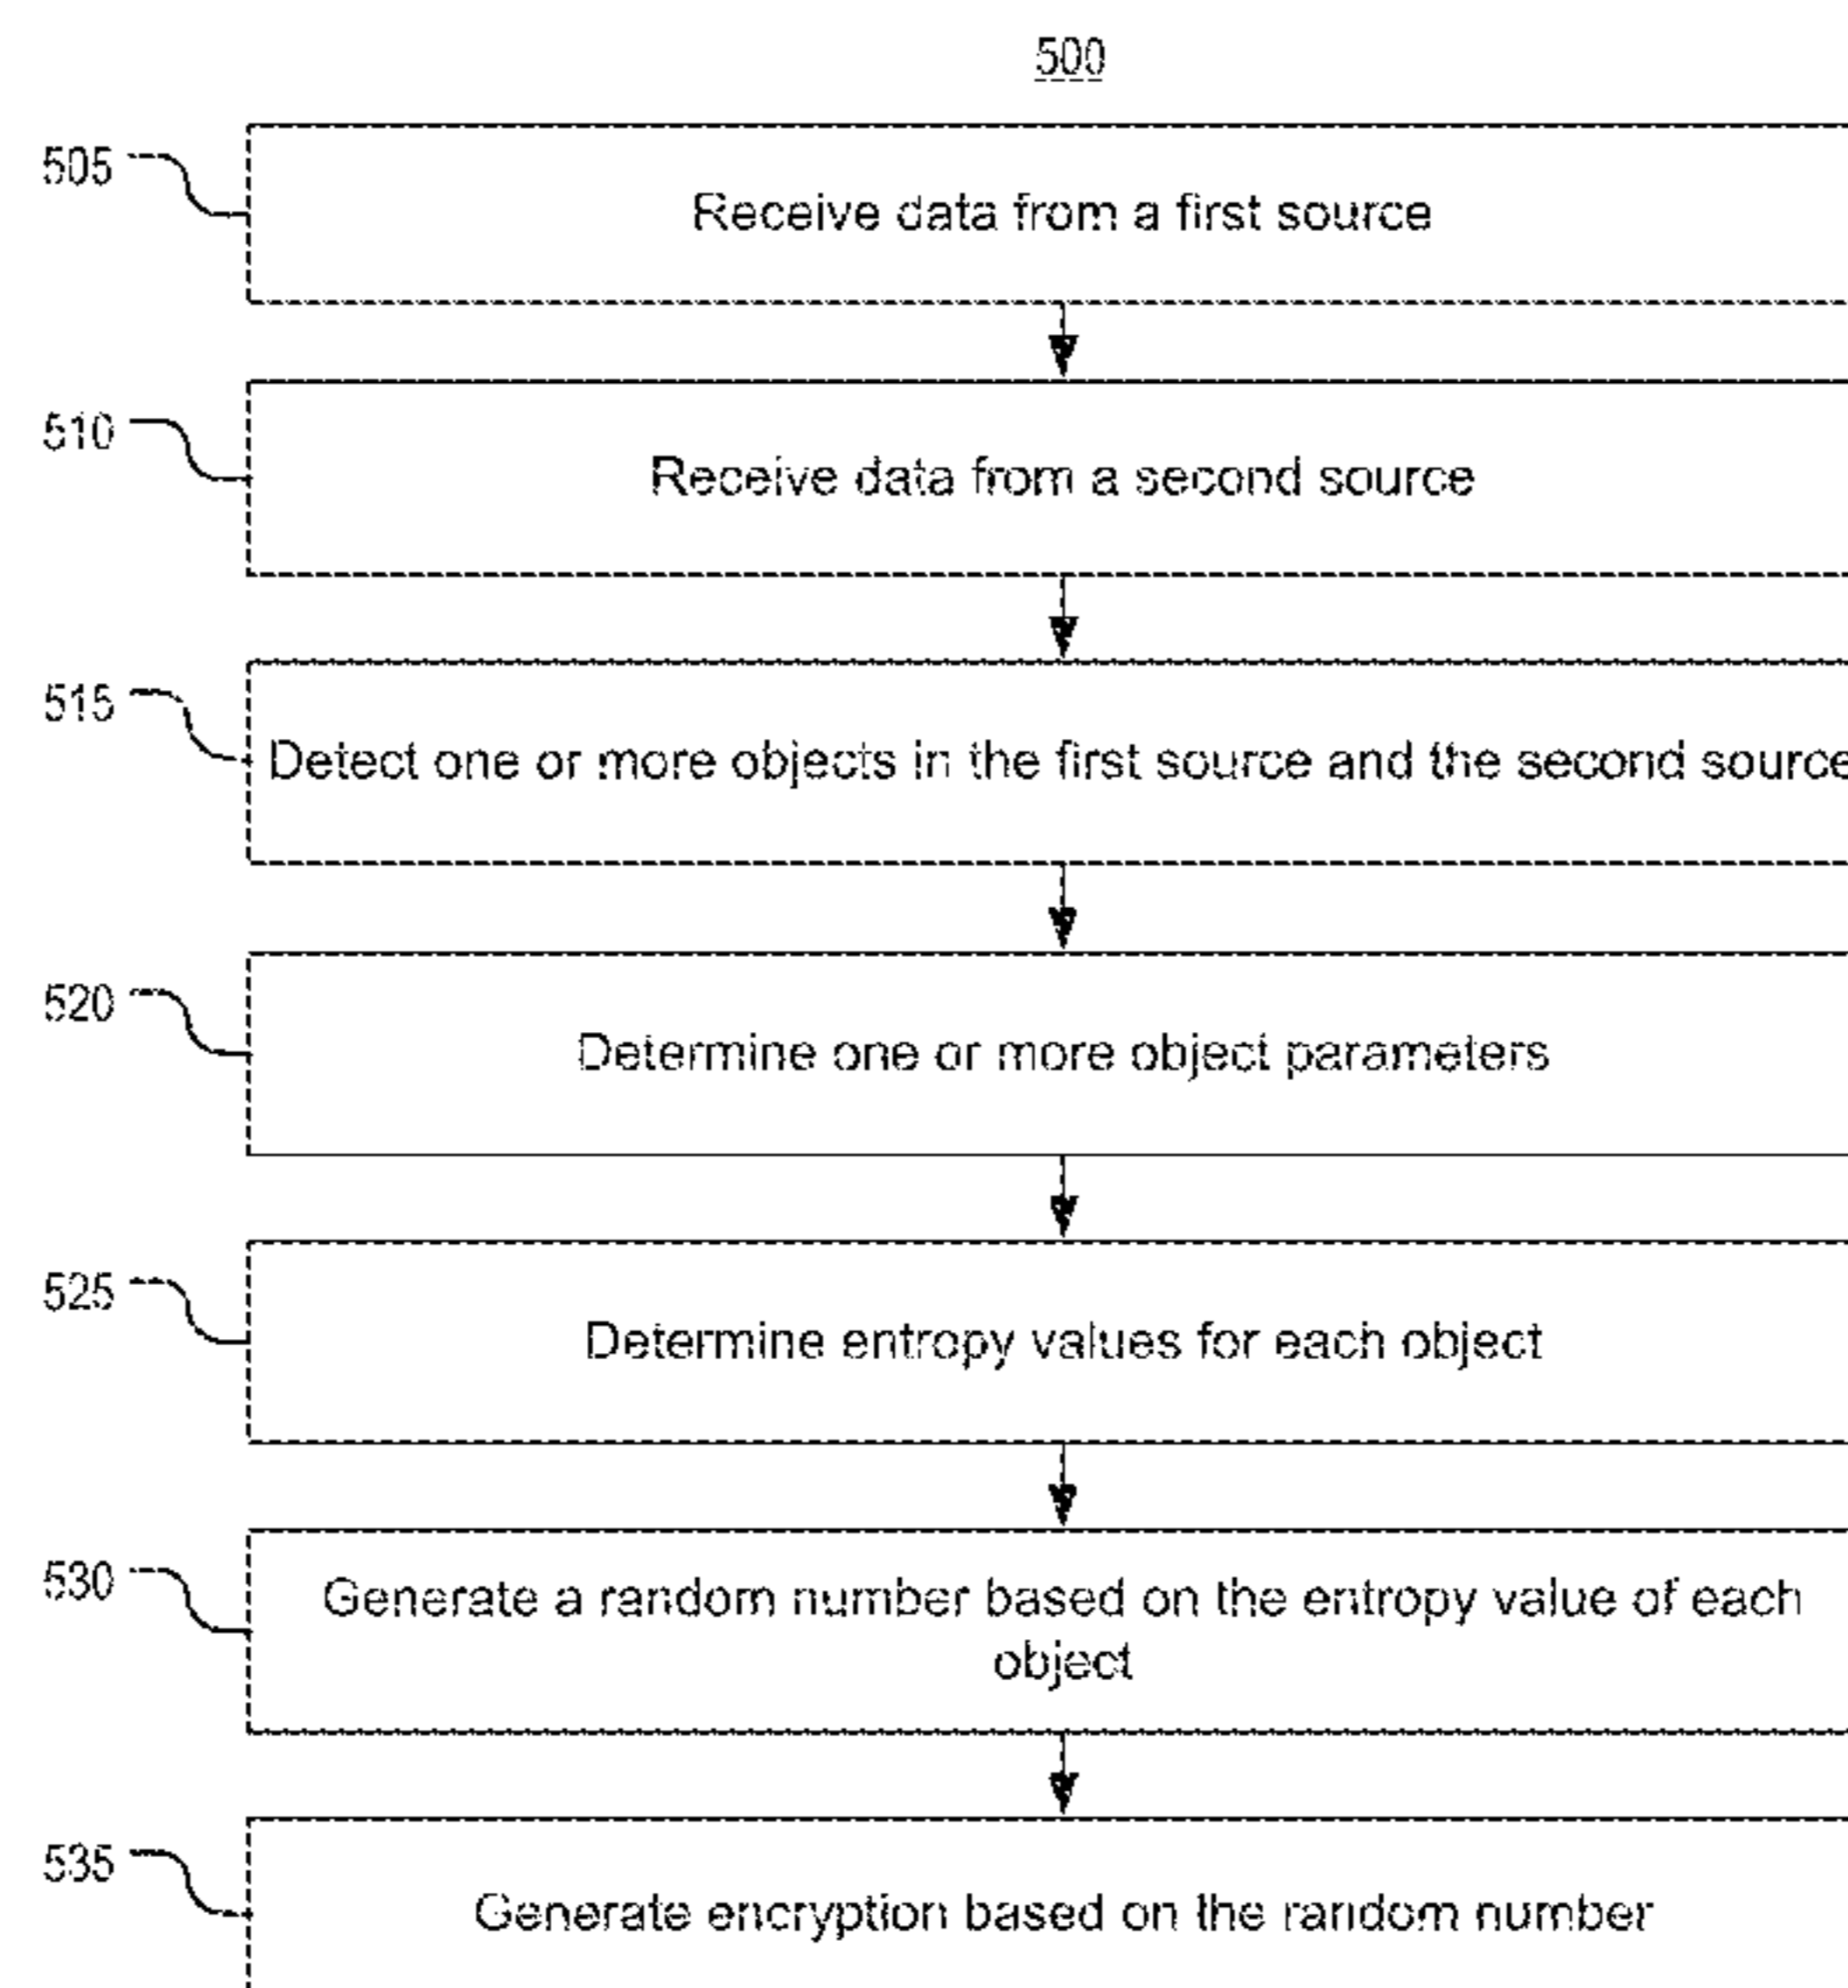 500
505
Receive data from a first source
510
Receive data from a second source
515
Detect one or more objects in the first source and the second source
520
Determine one or more object parameters
525
Determine entropy values for each object
530
Generate a random number based on the entropy value of each
object
535
Generate encryption based on the random number